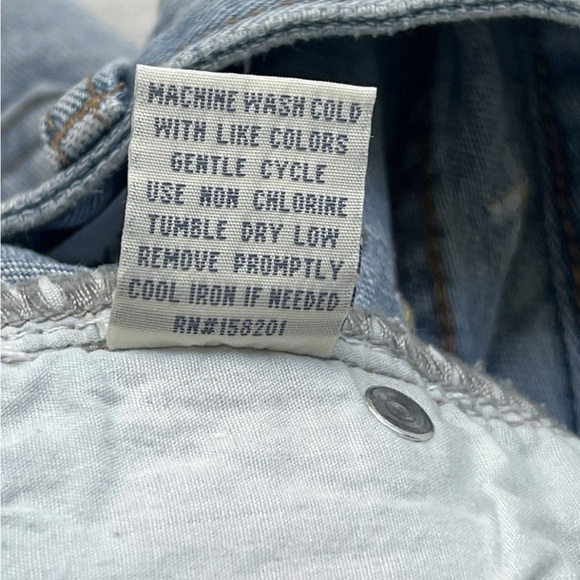 MACHINE WASH COLD
WITH LIKE COLORS
GENTLE CYCLE
USE NON CHLORINE
TUMBLE DRY LOW
REMOVE PROMPTLY
COOL IRON IF NEEDED
RN#158201